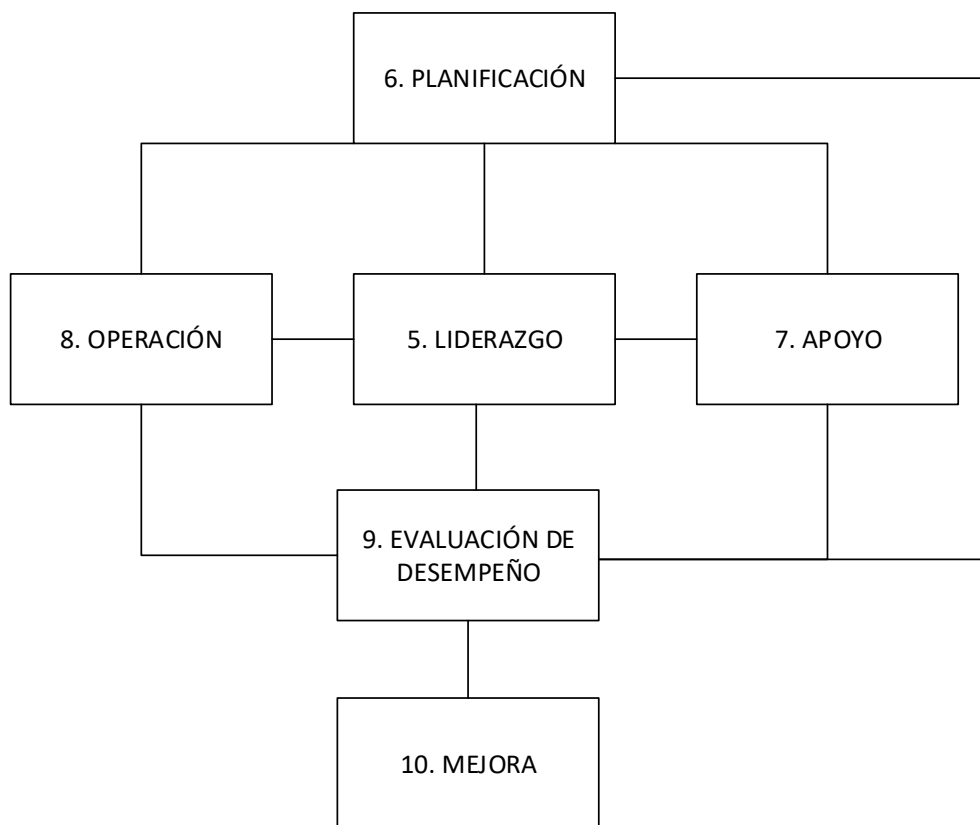 6. PLANIFICACIÓN
8. OPERACIÓN
5. LIDERAZGO
7. APOYO
9. EVALUACIÓN DE
DESEMPEÑO
10. MEJORA